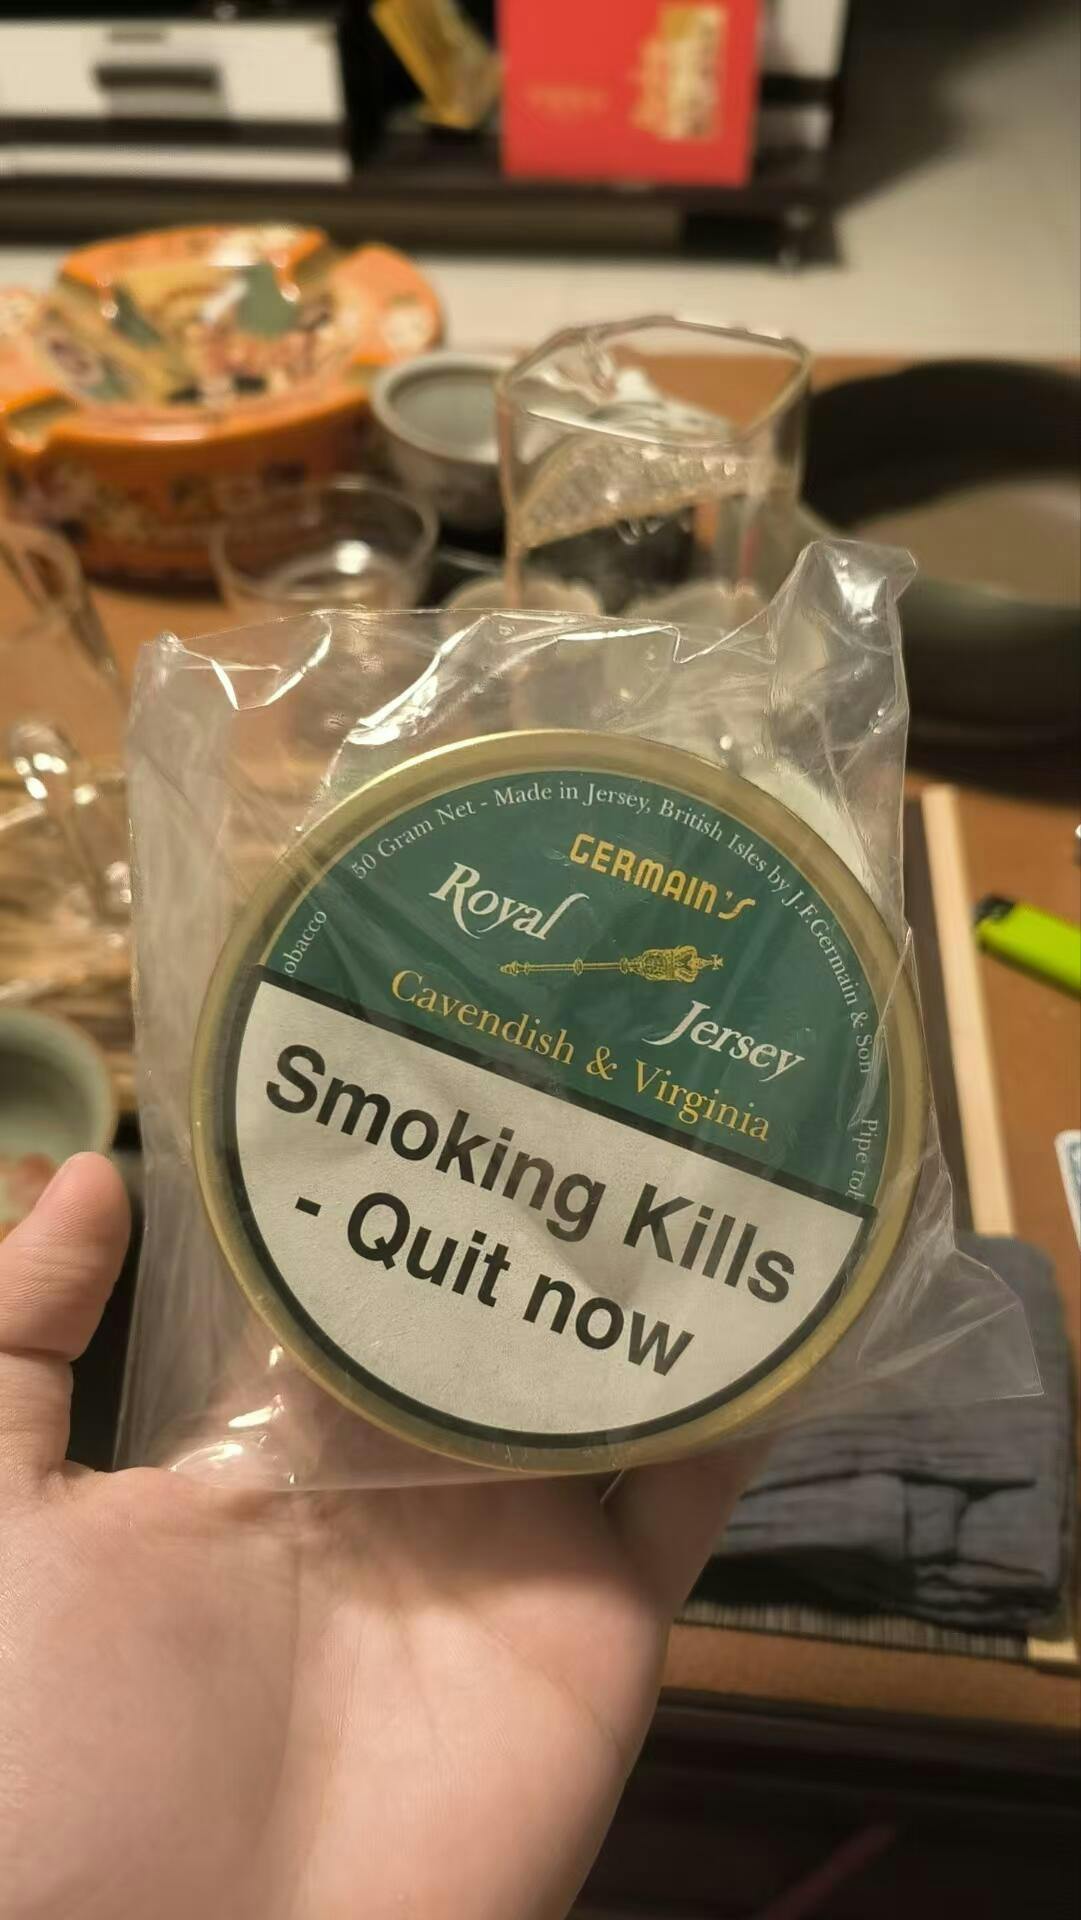 50 Gram Net - Made in Jersey, British Isles by J.F.Germain & Son
GERMAIN'S
Royal
Jersey
Cavendish & Virginia
Smoking Kills
- Quit now
Pipe